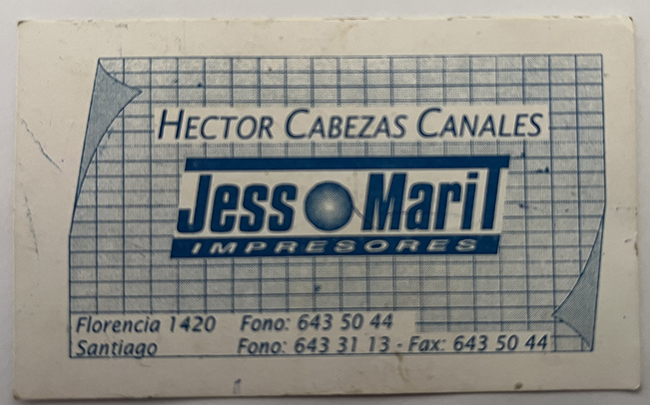 HECTOR CABEZAS CANALES
Jess Marit
IMPRESORES
Florencia 1420 Fono: 643 50 44
Santiago Fono: 643 31 13 - Fax: 643 50 44